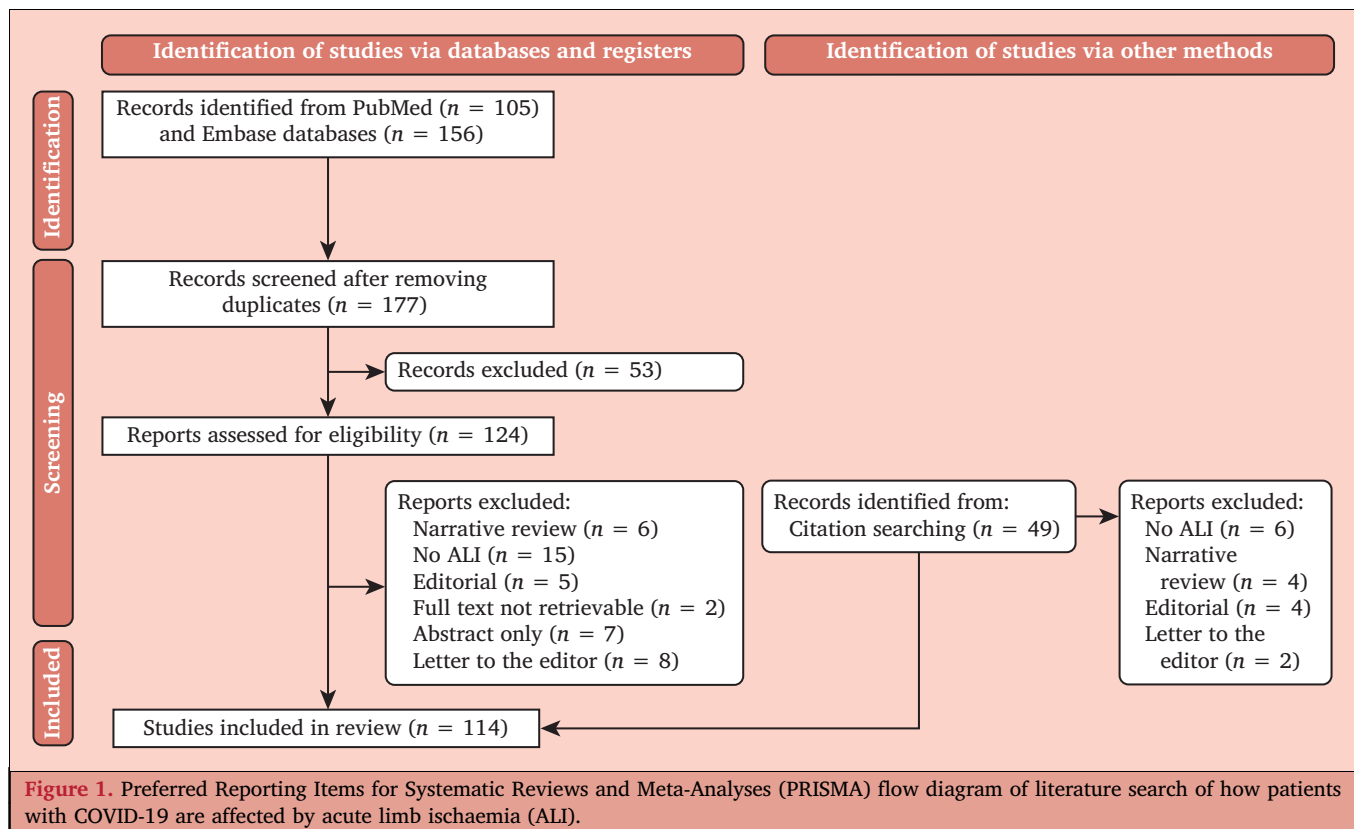 Identification of studies via databases and registers
Identification of studies via other methods
Identification
Records identified from PubMed (n = 105)
and Embase databases (n = 156)
Screening
Records screened after removing
duplicates (n = 177)
Records excluded (n = 53)
Reports assessed for eligibility (n = 124)
Reports excluded:
Narrative review (n = 6)
No ALI (n = 15)
Editorial (n = 5)
Full text not retrievable (n = 2)
Abstract only (n = 7)
Letter to the editor (n = 8)
Records identified from:
Citation searching (n = 49)
Reports excluded:
No ALI (n = 6)
Narrative
review (n = 4)
Editorial (n = 4)
Letter to the
editor (n = 2)
Included
Studies included in review (n = 114)
Figure 1. Preferred Reporting Items for Systematic Reviews and Meta-Analyses (PRISMA) flow diagram of literature search of how patients
with COVID-19 are affected by acute limb ischaemia (ALI).